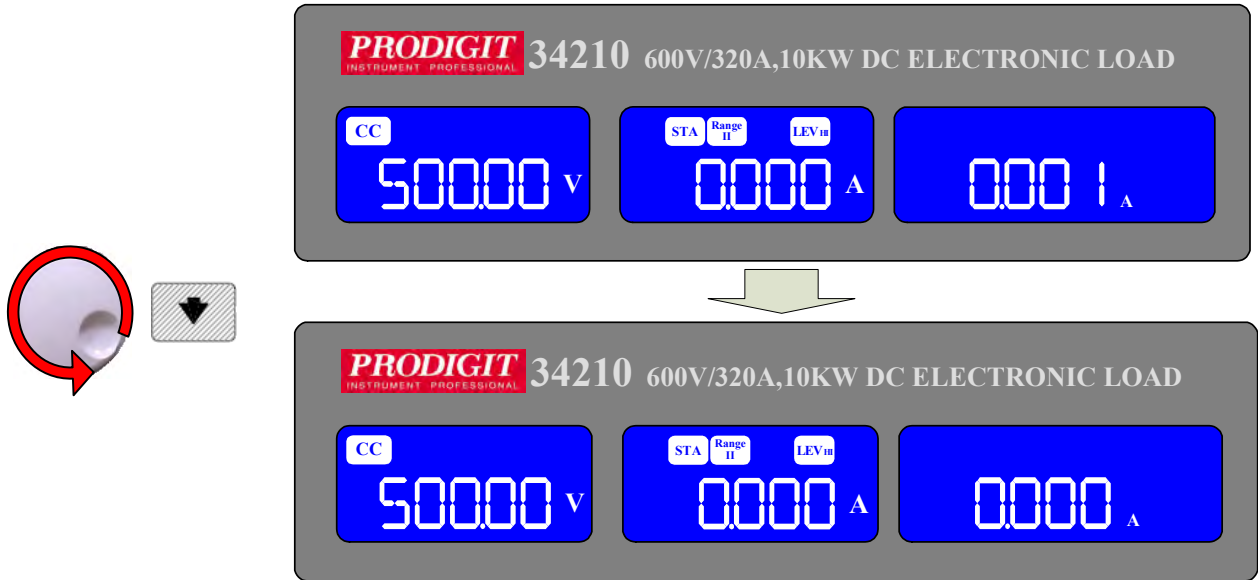 PRODIGIT 34210 600V/320A,10KW DC ELECTRONIC LOAD
INSTRUMENT PROFESSIONAL
CC STA Range II LEV HI
500.00 V 0.000 A 0.001 A
PRODIGIT 34210 600V/320A,10KW DC ELECTRONIC LOAD
INSTRUMENT PROFESSIONAL
CC STA Range II LEV HI
500.00 V 0.000 A 0.000 A